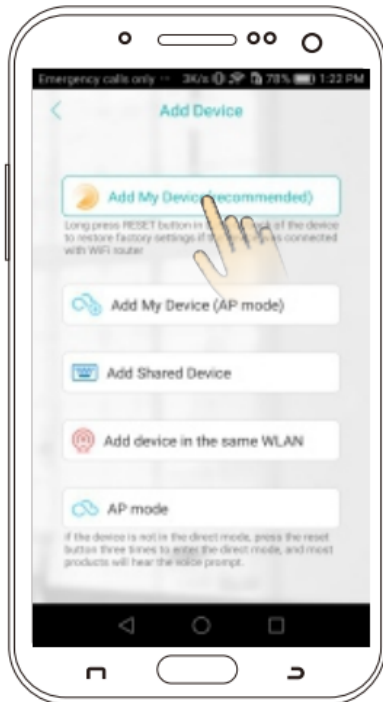 Emergency calls only ··· 3K/s 78% 1:22 PM
Add Device
Add My Device (recommended)
Long press RESET button in of the device
to restore factory settings if connected
with WIFI router
Add My Device (AP mode)
Add Shared Device
Add device in the same WLAN
AP mode
If the device is not in the direct mode, press the reset
button three times to enter the direct mode, and most
products will hear the voice prompt.